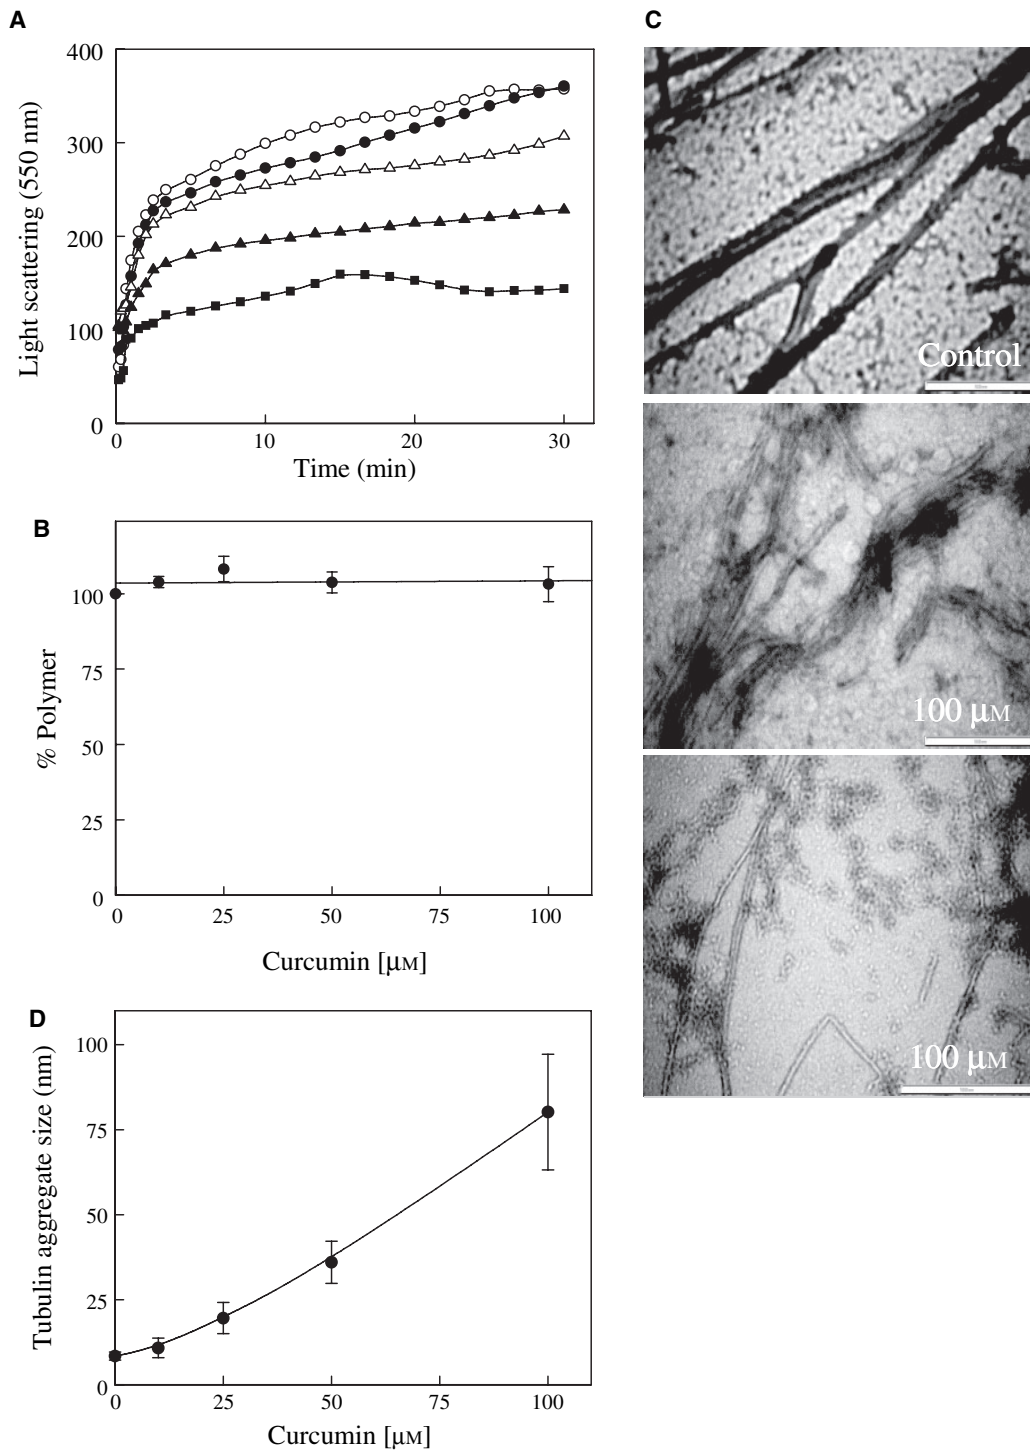 A
400
300
200
100
0
Light scattering (550 nm)
0 10 20 30
Time (min)
B
100
75
50
25
0
% Polymer
0 25 50 75 100
Curcumin [μM]
C
Control
100 μM
100 μM
D
100
75
50
25
0
Tubulin aggregate size (nm)
0 25 50 75 100
Curcumin [μM]